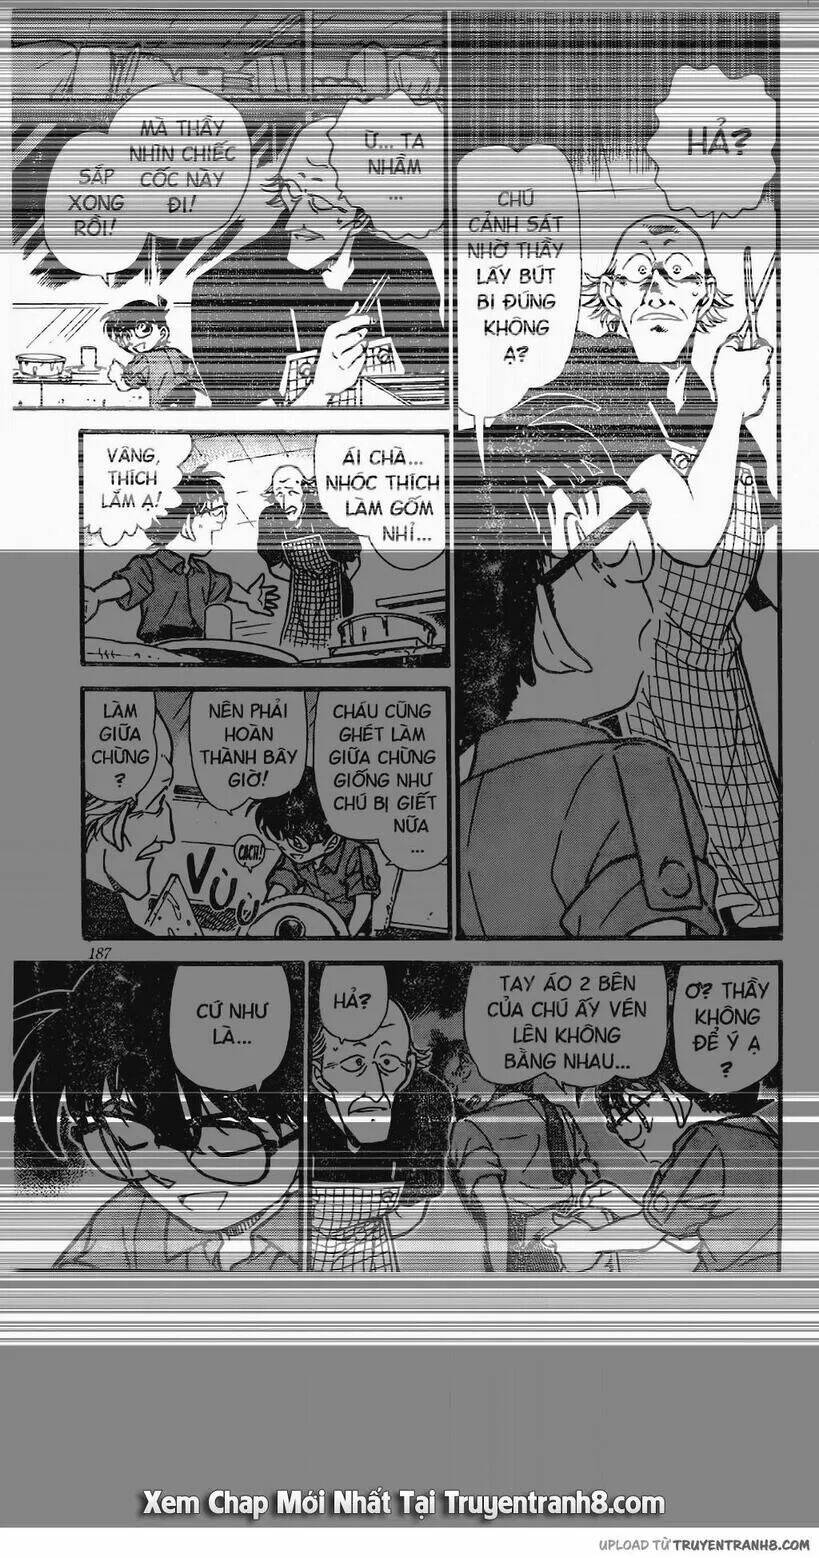 HẢ?
CHÚ
CẢNH SÁT
NHỜ THẦY
LẤY BÚT
BI ĐÚNG
KHÔNG
Ạ?
Ừ... TA
NHẦM
...
MÀ THẦY
NHÌN CHIẾC
CỐC NÀY
ĐI!
SẮP
XONG
RỒI!
ÁI CHÀ...
NHÓC THÍCH
LÀM GỐM
NHỈ...
VÂNG,
THÍCH
LẮM Ạ!
CHÁU CŨNG
GHÉT LÀM
GIỮA CHỪNG
GIỐNG NHƯ
CHÚ BỊ GIẾT
NỮA
...
NÊN PHẢI
HOÀN
THÀNH BÂY
GIỜ!
CẠCH!
VÙÙ
LÀM
GIỮA
CHỪNG
?
187
Ơ? THẦY
KHÔNG
ĐỂ Ý Ạ
?
TAY ÁO 2 BÊN
CỦA CHÚ ẤY VÉN
LÊN KHÔNG
BẰNG NHAU...
HẢ?
CỨ NHƯ
LÀ...
Xem Chap Mới Nhất Tại Truyentranh8.com
UPLOAD TỪ TRUYENTRANH8.COM